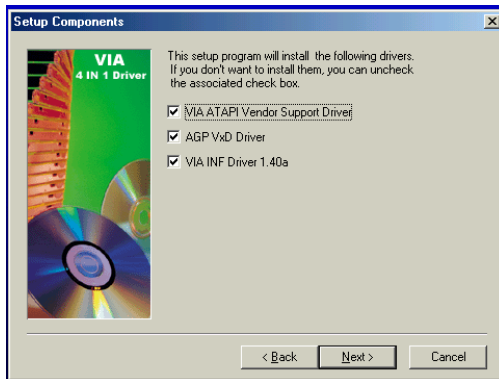 Setup Components
VIA
4 IN 1 Driver
This setup program will install the following drivers.
If you don't want to install them, you can uncheck
the associated check box.
VIA ATAPI Vendor Support Driver
AGP VxD Driver
VIA INF Driver 1.40a
< Back
Next >
Cancel